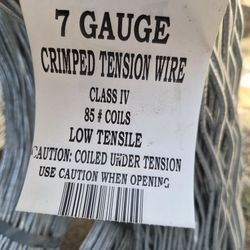 7 GAUGE
CRIMPED TENSION WIRE
CLASS IV
85 # COILS
LOW TENSILE
CAUTION: COILED UNDER TENSION
USE CAUTION WHEN OPENING